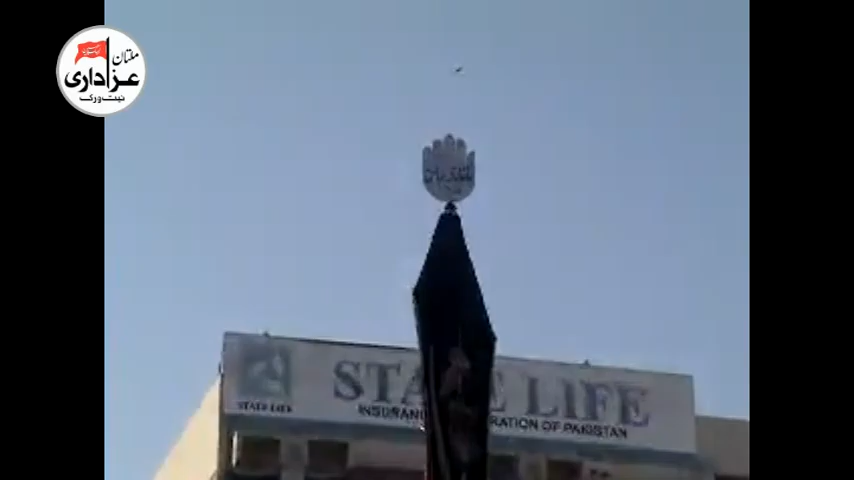 ملتان
عزاداری
نیٹ ورک
STATE LIFE
STATE LIFE
INSURAN RATION OF PAKISTAN